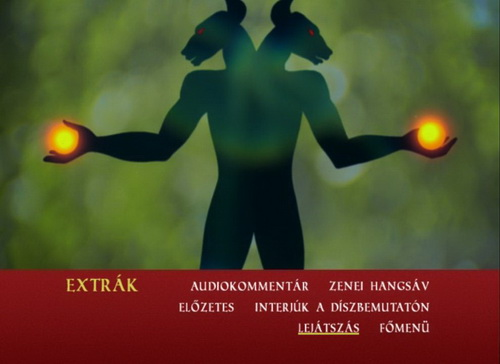 EXTRÁK AUDIOKOMMENTÁR ZENEI HANGSÁV
ELŐZETES INTERJÚK A DÍSZBEMUTATÓN
LEJÁTSZÁS FŐMENÜ